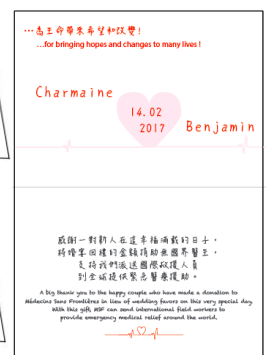 …為生命帶來希望和改變!
...for bringing hopes and changes to many lives !
Charmaine
14.02
2017
Benjamin
感謝一對新人在這幸福滿載的日子，
將婚宴回禮的金額捐助無國界醫生，
支持我們派送國際救援人員
到全球提供緊急醫療援助。
A big thank you to the happy couple who have made a donation to
Médecins Sans Frontières in lieu of wedding favors on this very special day.
With this gift, MSF can send international field workers to
provide emergency medical relief around the world.